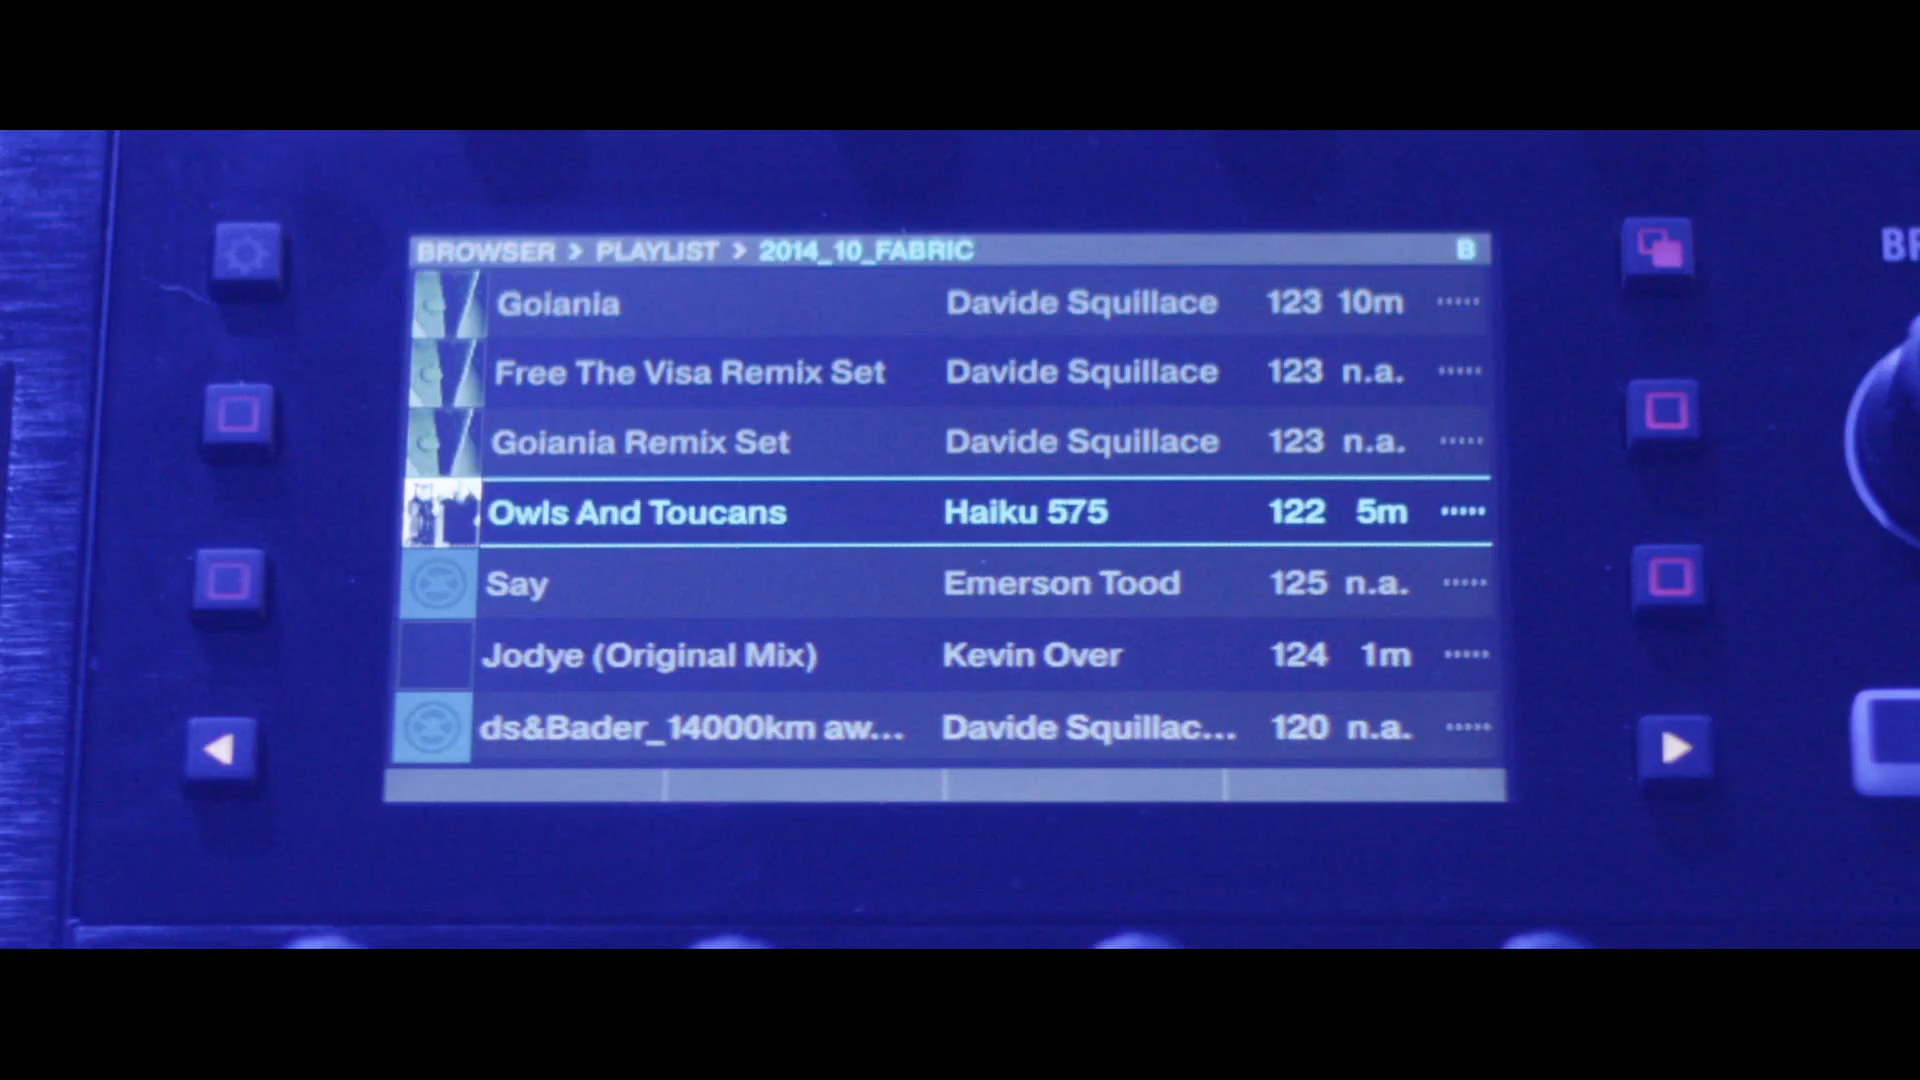 BROWSER > PLAYLIST > 2014_10_FABRIC B
Goiania Davide Squillace 123 10m
Free The Visa Remix Set Davide Squillace 123 n.a.
Goiania Remix Set Davide Squillace 123 n.a.
Owls And Toucans Haiku 575 122 5m
Say Emerson Tood 125 n.a.
Jodye (Original Mix) Kevin Over 124 1m
ds&Bader_14000km aw... Davide Squillac... 120 n.a.